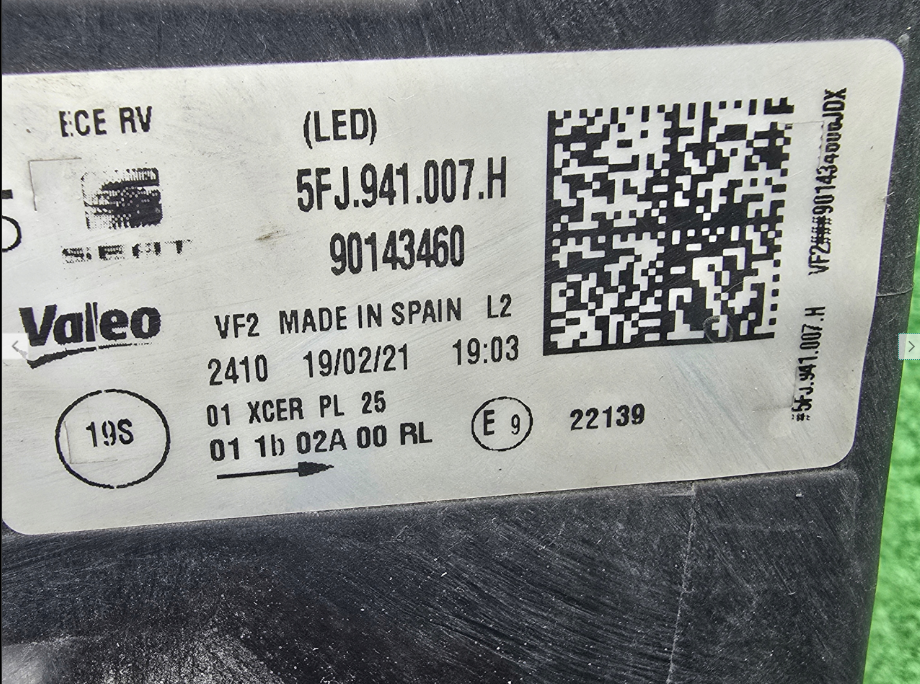 ECE RV
(LED)
5FJ.941.007.H
90143460
SEAT
Valeo
VF2 MADE IN SPAIN L2
2410 19/02/21 19:03
19S
01 XCER PL 25
01 1b 02A 00 RL
E 9
22139
#5FJ.941.007.H